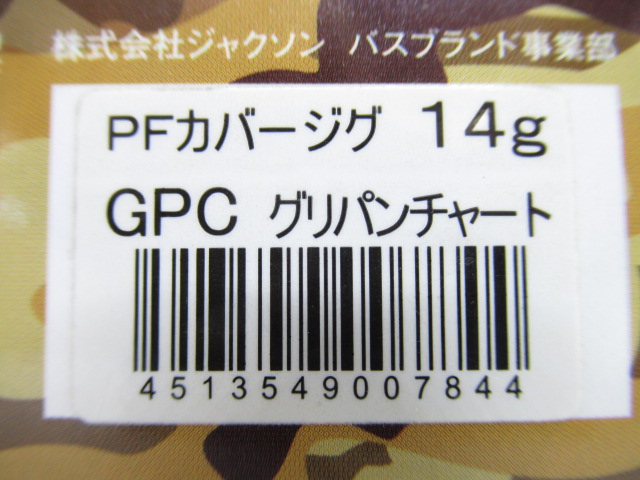 株式会社ジャクソン バスブランド事業部
PFカバージグ 14g
GPC グリパンチャート
4513549007844